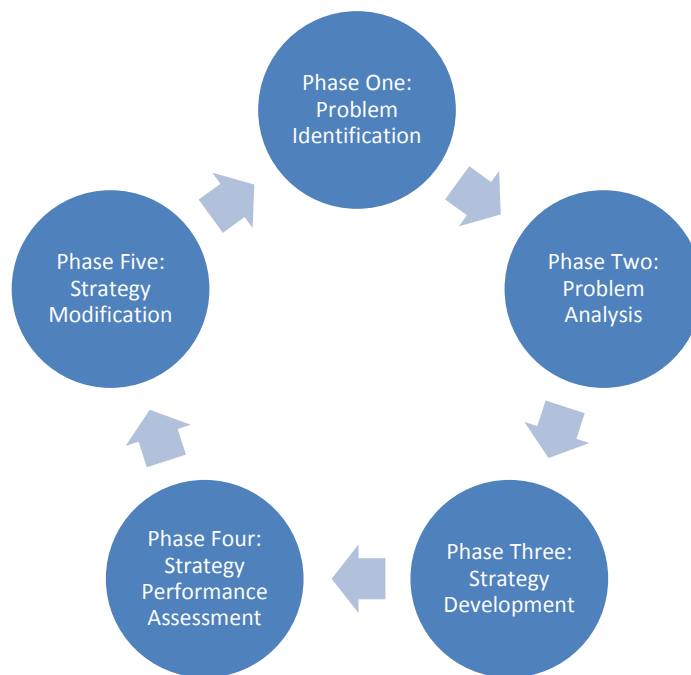 Phase One:
Problem
Identification
Phase Two:
Problem
Analysis
Phase Three:
Strategy
Development
Phase Four:
Strategy
Performance
Assessment
Phase Five:
Strategy
Modification